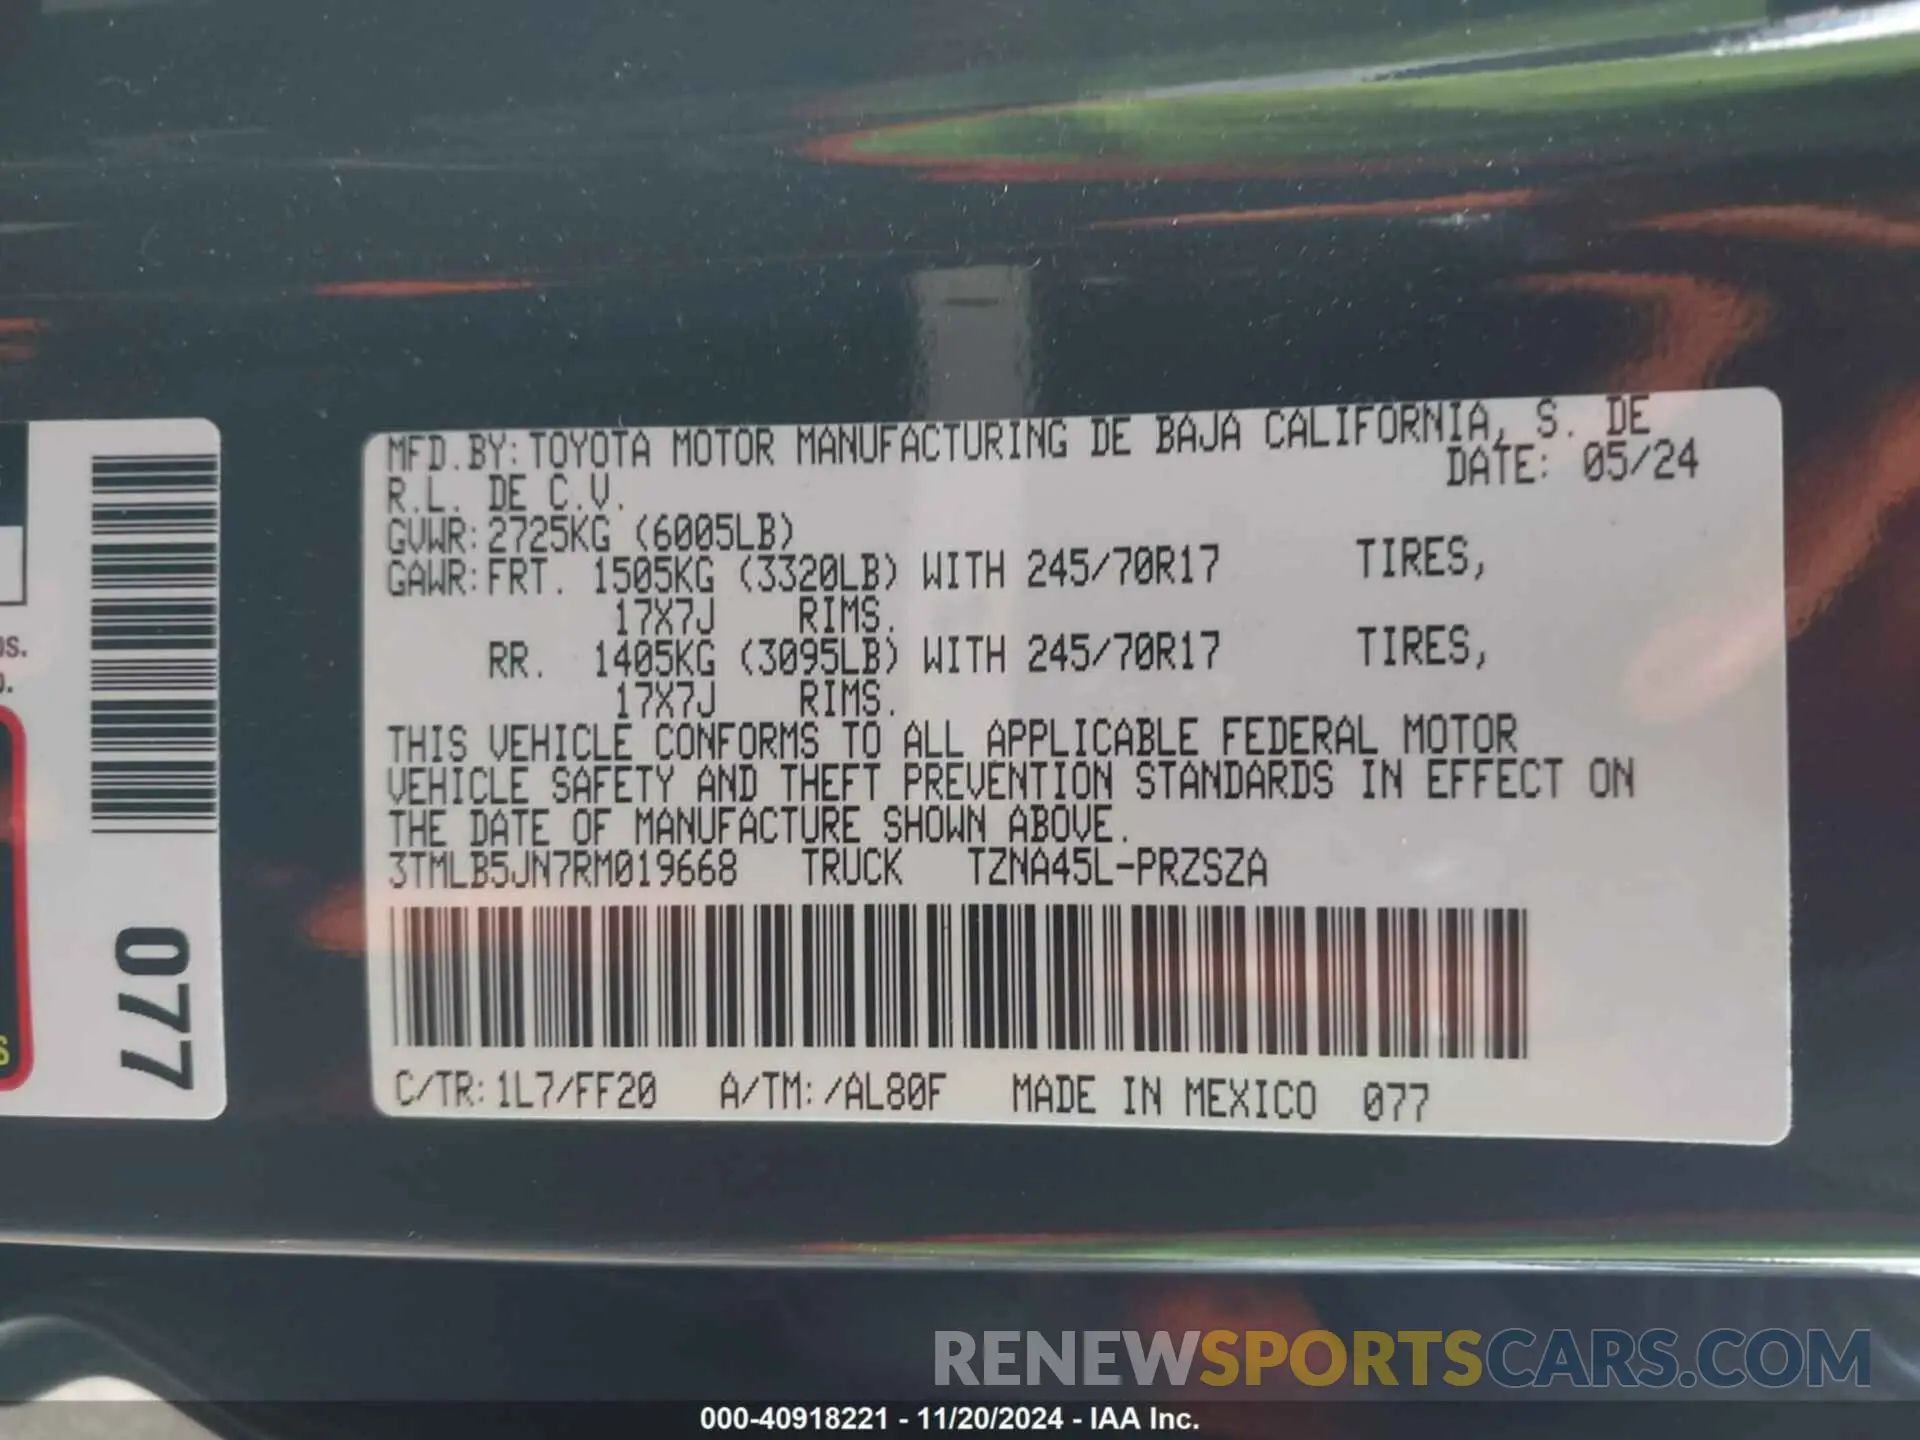 MFD.BY:TOYOTA MOTOR MANUFACTURING DE BAJA CALIFORNIA, S. DE
R.L. DE C.V. DATE: 05/24
GVWR:2725KG (6005LB)
GAWR:FRT. 1505KG (3320LB) WITH 245/70R17 TIRES,
17X7J RIMS.
RR. 1405KG (3095LB) WITH 245/70R17 TIRES,
17X7J RIMS.
THIS VEHICLE CONFORMS TO ALL APPLICABLE FEDERAL MOTOR
VEHICLE SAFETY AND THEFT PREVENTION STANDARDS IN EFFECT ON
THE DATE OF MANUFACTURE SHOWN ABOVE.
3TMLB5JN7RM019668 TRUCK TZNA45L-PRZSZA
C/TR:1L7/FF20 A/TM:/AL80F MADE IN MEXICO 077
077
RENEWSPORTSCARS.COM
000-40918221 - 11/20/2024 - IAA Inc.